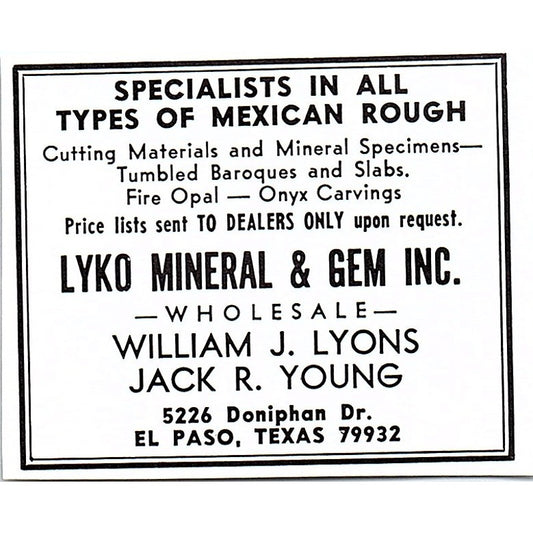 SPECIALISTS IN ALL
TYPES OF MEXICAN ROUGH
Cutting Materials and Mineral Specimens—
Tumbled Baroques and Slabs.
Fire Opal — Onyx Carvings
Price lists sent TO DEALERS ONLY upon request.
LYKO MINERAL & GEM INC.
—WHOLESALE—
WILLIAM J. LYONS
JACK R. YOUNG
5226 Doniphan Dr.
EL PASO, TEXAS 79932